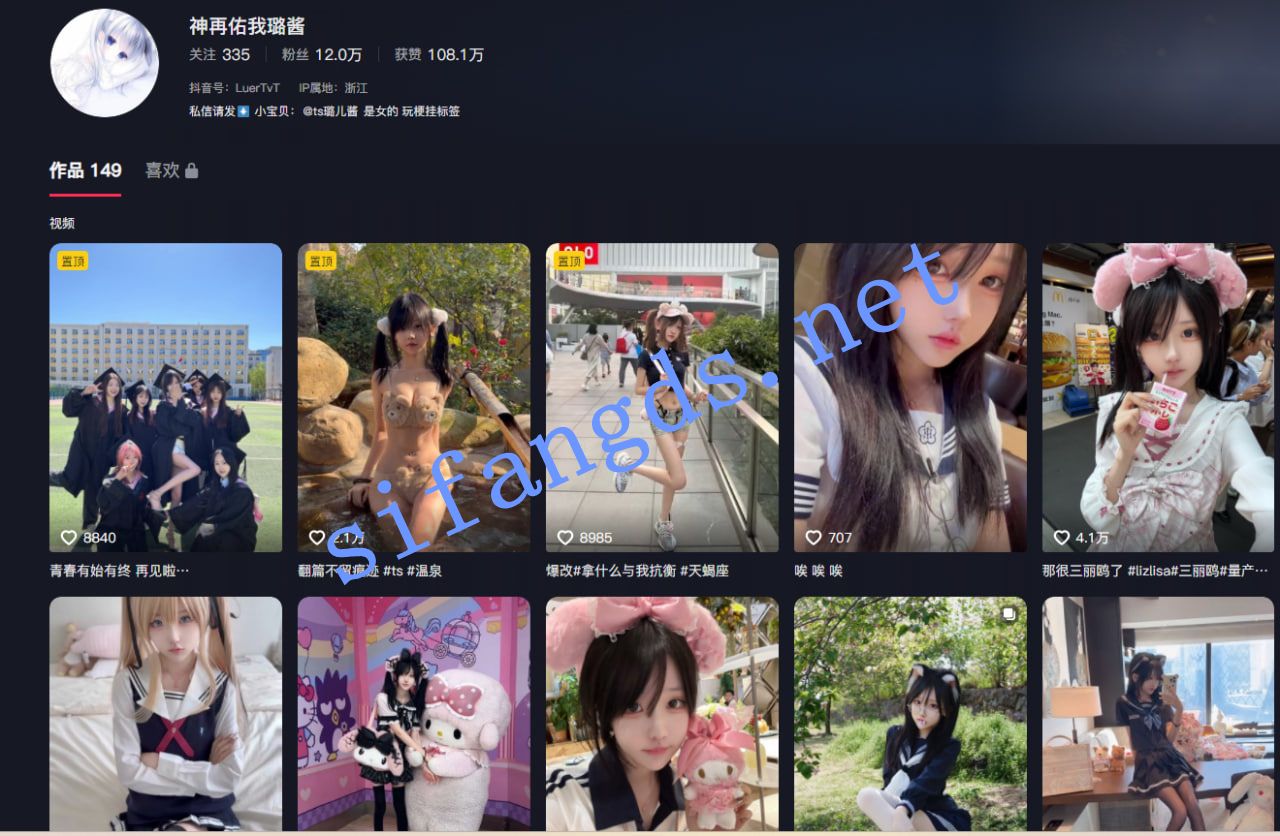 神再佑我璐酱
关注 335 粉丝 12.0万 获赞 108.1万
抖音号：LuerTvT IP属地：浙江
私信请发⬇️ 小宝贝：@ts璐儿酱 是女的 玩梗挂标签
作品 149 喜欢
视频
置顶 置顶 置顶
sifangds.net
8840 2.1万 8985 707 4.1万
青春有始有终 再见啦… 翻篇不留痕迹 #ts #温泉 爆改#拿什么与我抗衡 #天蝎座 唉 唉 唉 那很三丽鸥了 #lizlisa#三丽鸥#量产…